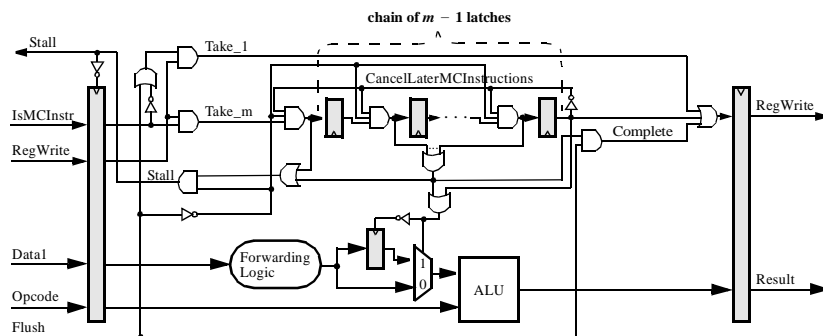 chain of m − 1 latches
Stall
Take_1
CancelLaterMCInstructions
IsMCInstr
Take_m
RegWrite
RegWrite
Complete
Stall
Data1
Forwarding
Logic
1
0
ALU
Result
Opcode
Flush